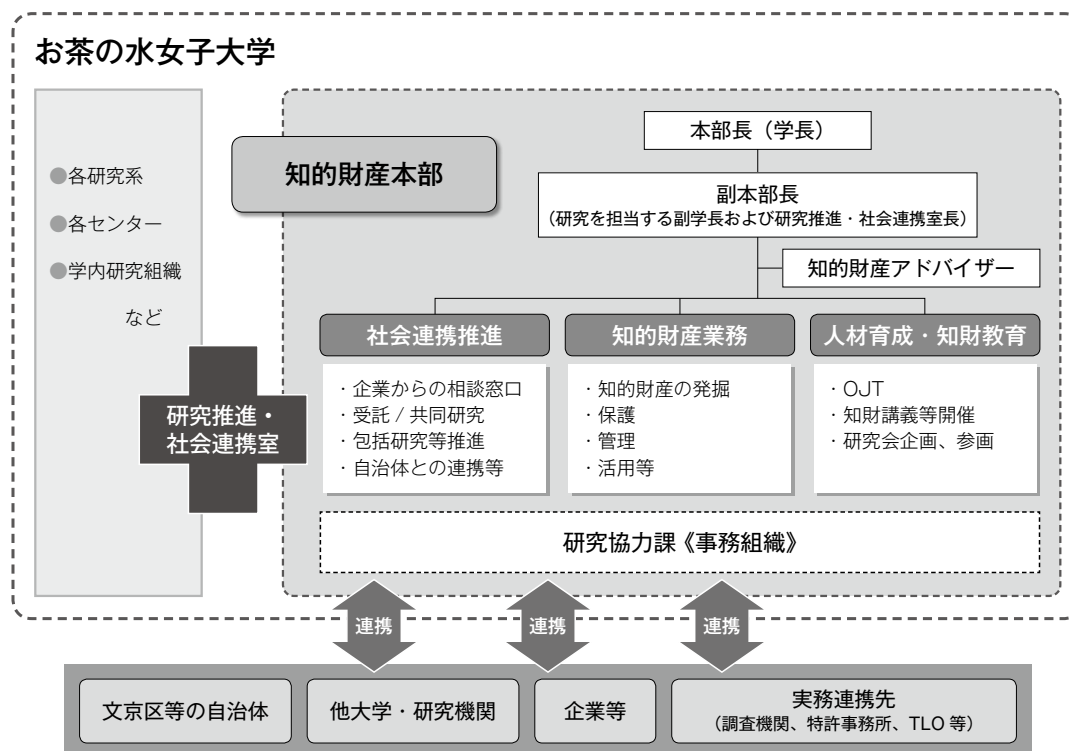 お茶の水女子大学
●各研究系
●各センター
●学内研究組織
など
研究推進・
社会連携室
知的財産本部
本部長（学長）
副本部長
（研究を担当する副学長および研究推進・社会連携室長）
知的財産アドバイザー
社会連携推進
・企業からの相談窓口
・受託 / 共同研究
・包括研究等推進
・自治体との連携等
知的財産業務
・知的財産の発掘
・保護
・管理
・活用等
人材育成・知財教育
・OJT
・知財講義等開催
・研究会企画、参画
研究協力課《事務組織》
連携
連携
連携
文京区等の自治体
他大学・研究機関
企業等
実務連携先
（調査機関、特許事務所、TLO 等）